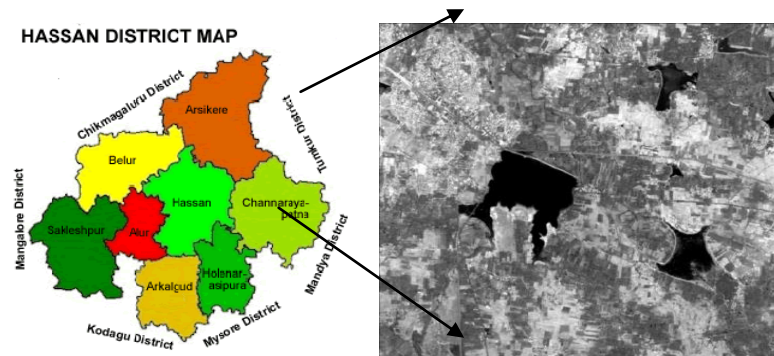 HASSAN DISTRICT MAP
Chikmagaluru District
Arsikere
Tumkur District
Belur
Mangalore District
Hassan
Channaraya-
patna
Sakleshpur
Alur
Mandya District
Arkalgud
Holenar-
asipura
Mysore District
Kodagu District